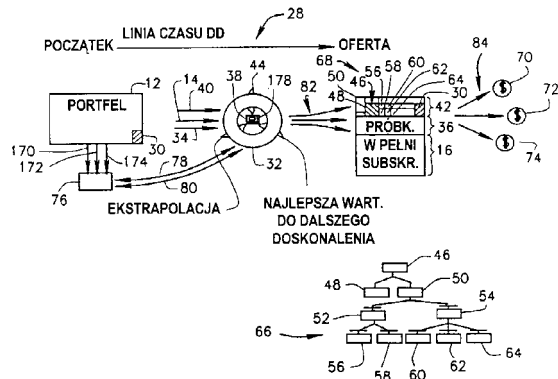 28
POCZĄTEK LINIA CZASU DD OFERTA
12 14 40 38 44 178 82 68 46 56 58 60 62 64 84 70
50 48 30 42 72
PORTFEL
30 34 32 36 16 74
PRÓBK.
W PEŁNI
SUBSKR.
170 172 174
76 78 80
EKSTRAPOLACJA
NAJLEPSZA WART.
DO DALSZEGO
DOSKONALENIA
46
48 50
52 54
66
56 58 60 62 64